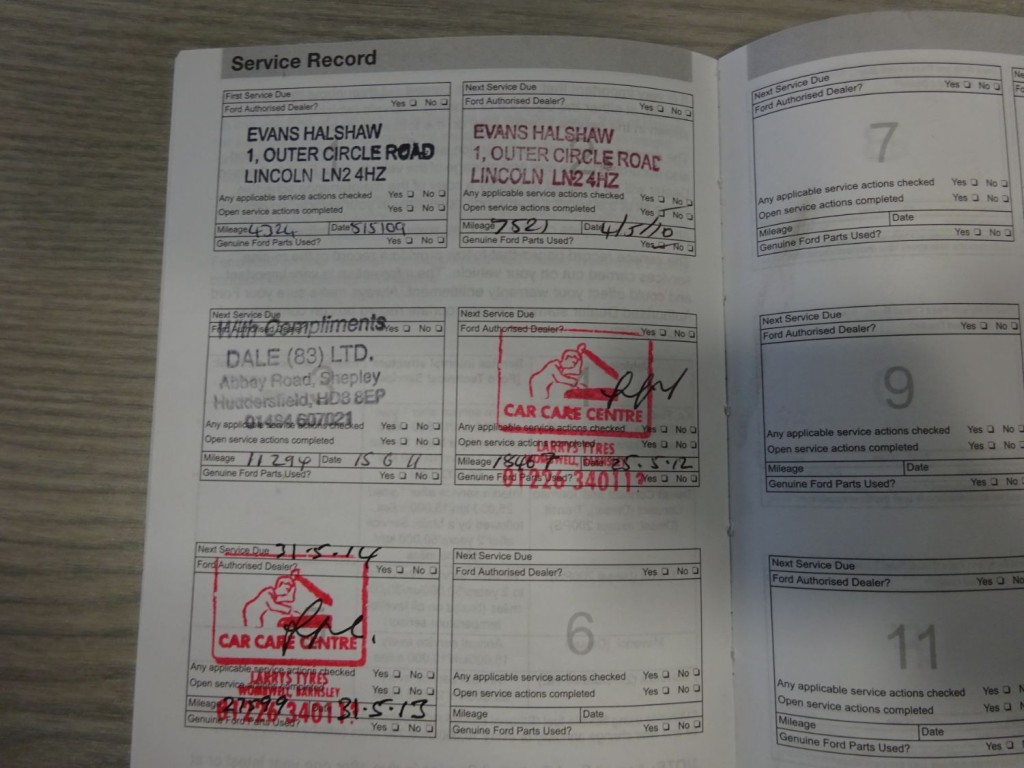 Service Record
First Service Due
Ford Authorised Dealer? Yes No
EVANS HALSHAW
1, OUTER CIRCLE ROAD
LINCOLN LN2 4HZ
Any applicable service actions checked Yes No
Open service actions completed Yes No
Mileage 4324 Date 5/5/09
Genuine Ford Parts Used? Yes No
Next Service Due
Ford Authorised Dealer? Yes No
EVANS HALSHAW
1, OUTER CIRCLE ROAD
LINCOLN LN2 4HZ
Any applicable service actions checked Yes No
Open service actions completed Yes No
Mileage 7521 Date 4/5/10
Genuine Ford Parts Used? Yes No
Next Service Due
With Compliments Yes No
DALE (83) LTD.
Abbey Road, Shepley
Huddersfield, HD8 8EP
01484 607021
Any applicable service actions checked Yes No
Open service actions completed Yes No
Mileage 11294 Date 15 6 11
Genuine Ford Parts Used? Yes No
Next Service Due
Ford Authorised Dealer? Yes No
4
CAR CARE CENTRE
Any applicable service actions checked Yes No
Open service actions completed Yes No
LARRYS TYRES
WOMBWELL, BARNSLEY
Mileage Date 25.5.12
Genuine Ford Parts Used? Yes No
01226 340117
Next Service Due 31.5.14
Ford Authorised Dealer? Yes No
CAR CARE CENTRE
Any applicable service actions checked Yes No
LARRYS TYRES
Open service actions completed Yes No
WOMBWELL, BARNSLEY
Mileage 31.5.13
01226 340117
Genuine Ford Parts Used? Yes No
Next Service Due
Ford Authorised Dealer? Yes No
6
Any applicable service actions checked Yes No
Open service actions completed Yes No
Mileage Date
Genuine Ford Parts Used? Yes No
Next Service Due
Ford Authorised Dealer? Yes No
7
Any applicable service actions checked Yes No
Open service actions completed Yes No
Mileage Date
Genuine Ford Parts Used? Yes No
Next Service Due
Ford Authorised Dealer? Yes No
9
Any applicable service actions checked Yes No
Open service actions completed Yes No
Mileage Date
Genuine Ford Parts Used? Yes No
Next Service Due
Ford Authorised Dealer? Yes No
11
Any applicable service actions checked Yes
Open service actions completed Yes
Mileage Date
Genuine Ford Parts Used? Yes